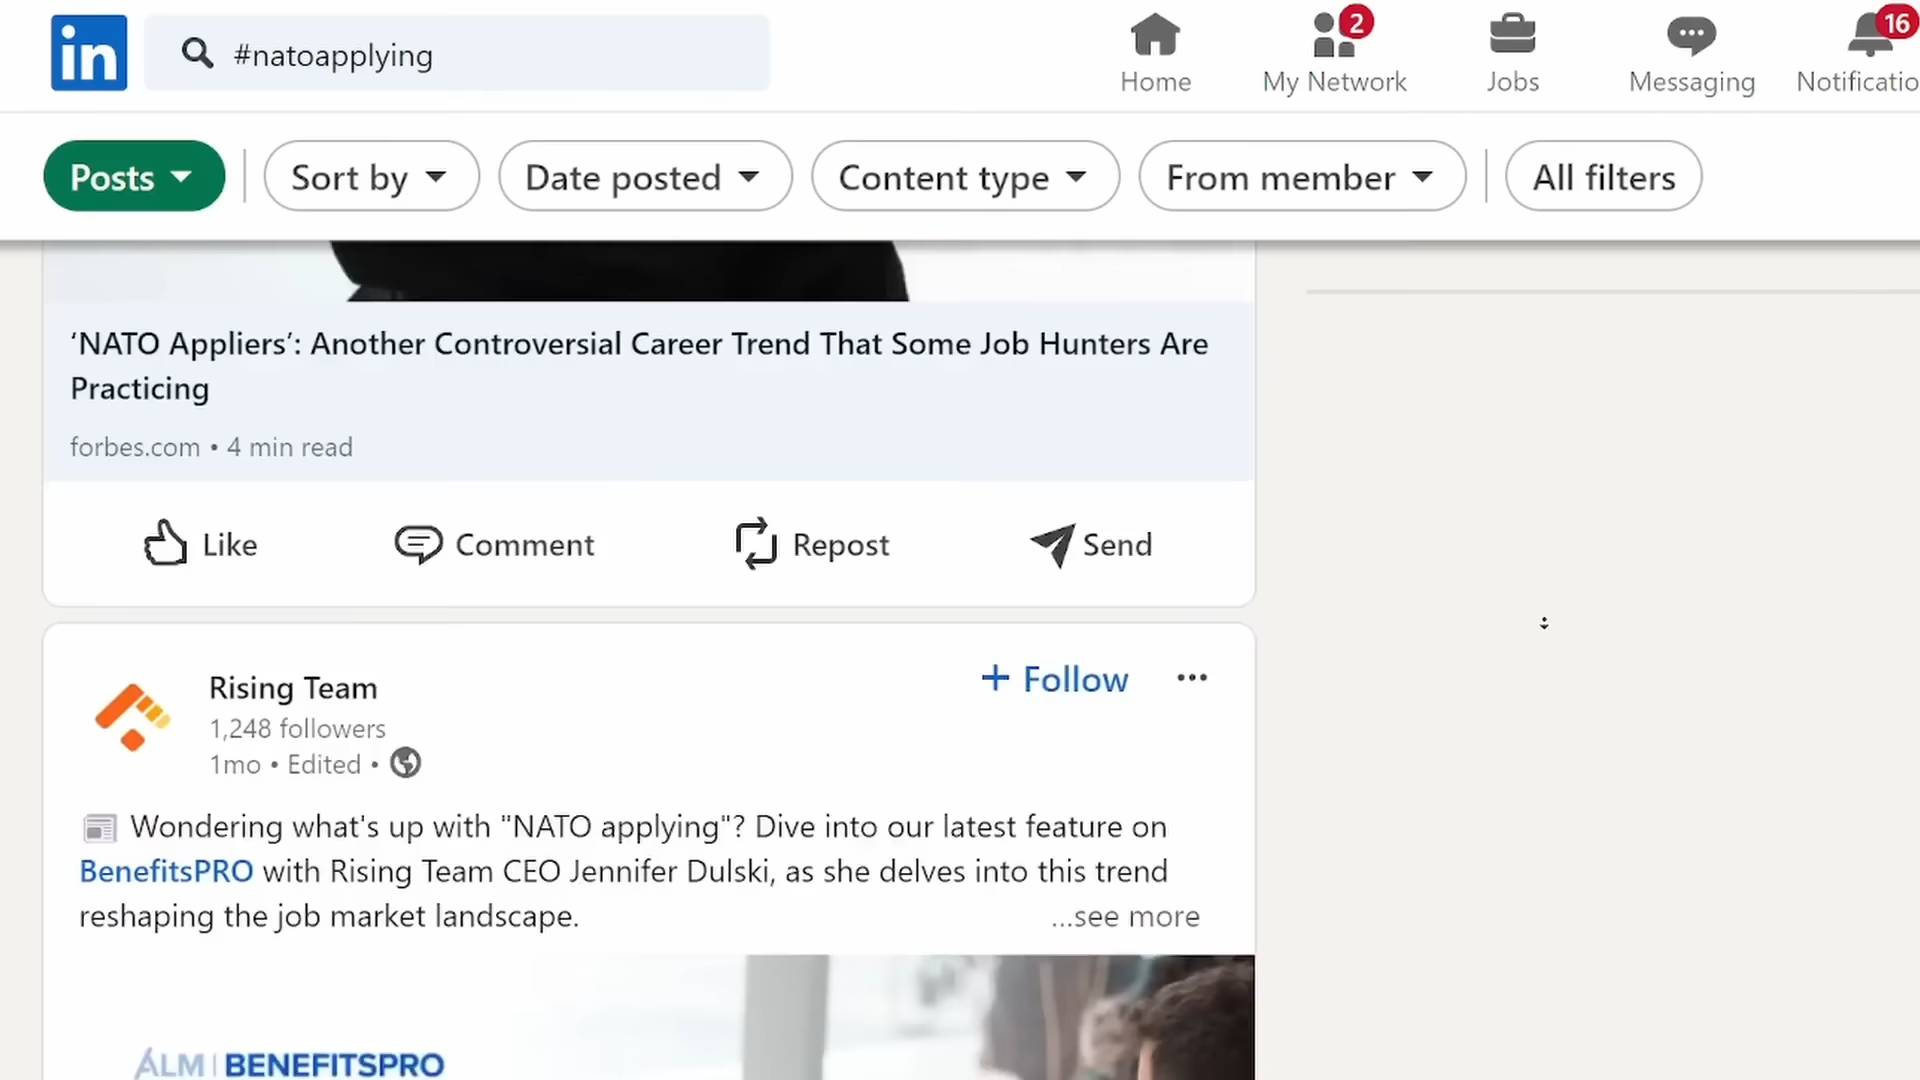 in
#natoapplying
Home
2
My Network
Jobs
Messaging
16
Notificatio
Posts
Sort by
Date posted
Content type
From member
All filters
‘NATO Appliers’: Another Controversial Career Trend That Some Job Hunters Are
Practicing
forbes.com • 4 min read
Like
Comment
Repost
Send
Rising Team
+ Follow
...
1,248 followers
1mo • Edited •
Wondering what's up with "NATO applying"? Dive into our latest feature on
BenefitsPRO with Rising Team CEO Jennifer Dulski, as she delves into this trend
reshaping the job market landscape.
...see more
ALM | BENEFITSPRO